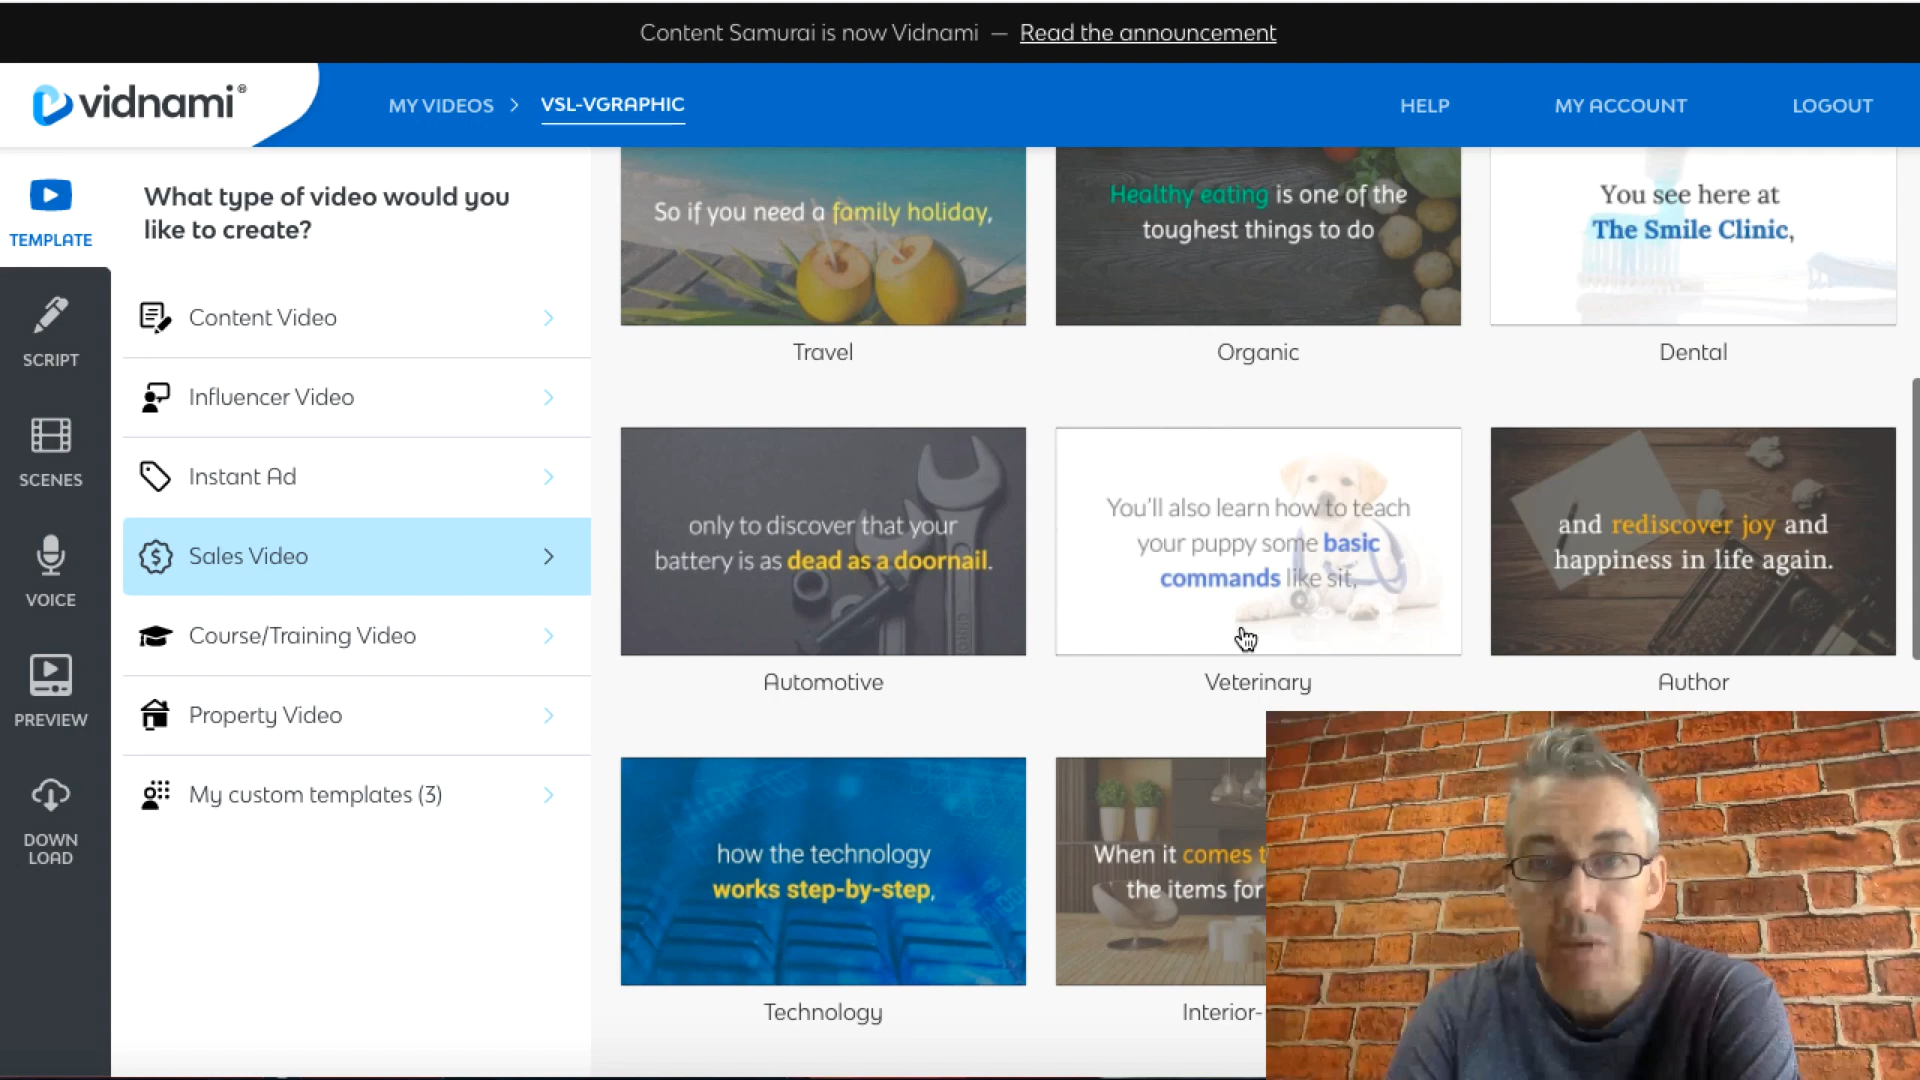 Content Samurai is now Vidnami — Read the announcement
vidnami®
MY VIDEOS > VSL-VGRAPHIC
HELP
MY ACCOUNT
LOGOUT
TEMPLATE
SCRIPT
SCENES
VOICE
PREVIEW
DOWN
LOAD
What type of video would you
like to create?
Content Video
Influencer Video
Instant Ad
Sales Video
Course/Training Video
Property Video
My custom templates (3)
So if you need a family holiday,
Travel
Healthy eating is one of the
toughest things to do
Organic
You see here at
The Smile Clinic,
Dental
only to discover that your
battery is as dead as a doornail.
Automotive
You'll also learn how to teach
your puppy some basic
commands like sit,
Veterinary
and rediscover joy and
happiness in life again.
Author
how the technology
works step-by-step,
Technology
When it comes t
the items for
Interior-